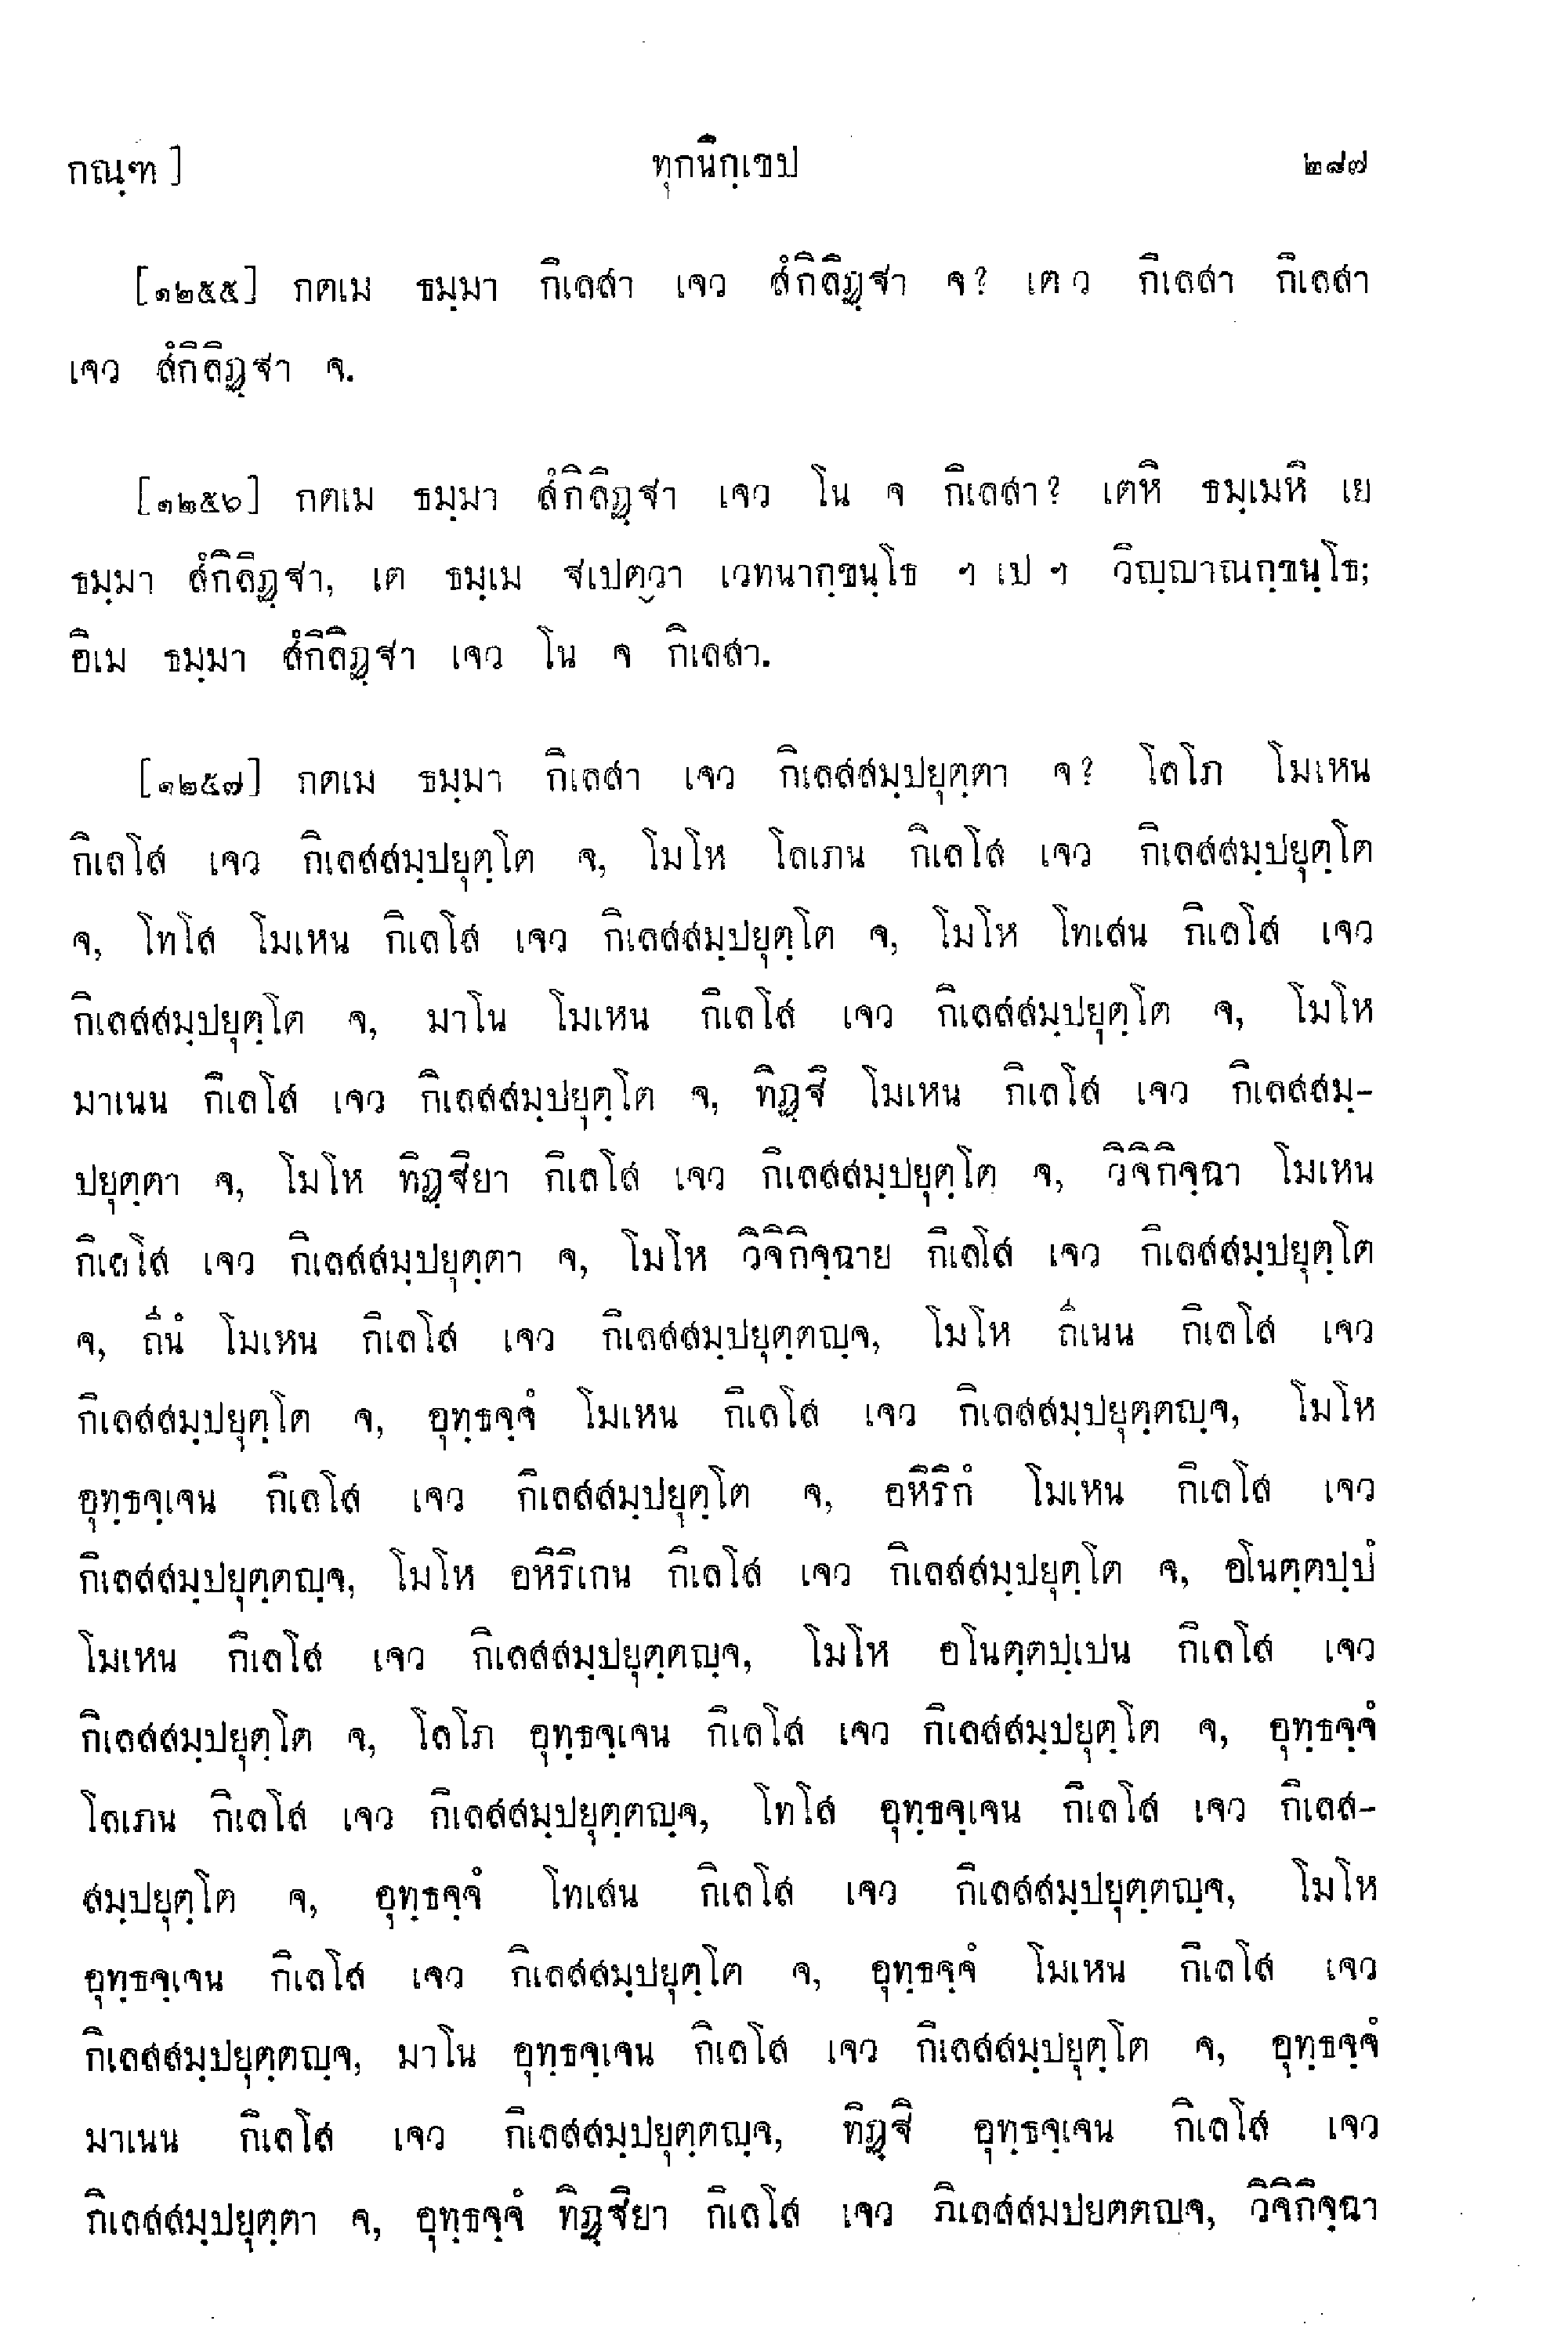 กณฺฑ ] ทุกนิกฺเขป ๒๘๗
[๑๒๕๕] กตเม ธมฺมา กิเลสา เจว สํกิลิฏฺฐา จ? เต ว กิเลสา กิเลสา
เจว สํกิลิฏฺฐา จ.
[๑๒๕๖] กตเม ธมฺมา สํกิลิฏฺฐา เจว โน จ กิเลสา? เตหิ ธมฺเมหิ เย
ธมฺมา สํกิลิฏฺฐา, เต ธมฺเม ฐเปตฺวา เวทนากฺขนฺโธ ฯ เป ฯ วิญฺญาณกฺขนฺโธ;
อิเม ธมฺมา สํกิลิฏฺฐา เจว โน จ กิเลสา.
[๑๒๕๗] กตเม ธมฺมา กิเลสา เจว กิเลสสมฺปยุตฺตา จ? โลโภ โมเหน
กิเลโส เจว กิเลสสมฺปยุตฺโต จ, โมโห โลเภน กิเลโส เจว กิเลสสมฺปยุตฺโต
จ, โทโส โมเหน กิเลโส เจว กิเลสสมฺปยุตฺโต จ, โมโห โทเสน กิเลโส เจว
กิเลสสมฺปยุตฺโต จ, มาโน โมเหน กิเลโส เจว กิเลสสมฺปยุตฺโต จ, โมโห
มาเนน กิเลโส เจว กิเลสสมฺปยุตฺโต จ, ทิฏฺฐิ โมเหน กิเลโส เจว กิเลสสมฺ-
ปยุตฺตา จ, โมโห ทิฏฺฐิยา กิเลโส เจว กิเลสสมฺปยุตฺโต จ, วิจิกิจฺฉา โมเหน
กิเลโส เจว กิเลสสมฺปยุตฺตา จ, โมโห วิจิกิจฺฉาย กิเลโส เจว กิเลสสมฺปยุตฺโต
จ, ถีนํ โมเหน กิเลโส เจว กิเลสสมฺปยุตฺตญฺจ, โมโห ถีเนน กิเลโส เจว
กิเลสสมฺปยุตฺโต จ, อุทฺธจฺจํ โมเหน กิเลโส เจว กิเลสสมฺปยุตฺตญฺจ, โมโห
อุทฺธจฺเจน กิเลโส เจว กิเลสสมฺปยุตฺโต จ, อหิริกํ โมเหน กิเลโส เจว
กิเลสสมฺปยุตฺตญฺจ, โมโห อหิริเกน กิเลโส เจว กิเลสสมฺปยุตฺโต จ, อโนตฺตปฺปํ
โมเหน กิเลโส เจว กิเลสสมฺปยุตฺตญฺจ, โมโห อโนตฺตปฺเปน กิเลโส เจว
กิเลสสมฺปยุตฺโต จ, โลโภ อุทฺธจฺเจน กิเลโส เจว กิเลสสมฺปยุตฺโต จ, อุทฺธจฺจํ
โลเภน กิเลโส เจว กิเลสสมฺปยุตฺตญฺจ, โทโส อุทฺธจฺเจน กิเลโส เจว กิเลส-
สมฺปยุตฺโต จ, อุทฺธจฺจํ โทเสน กิเลโส เจว กิเลสสมฺปยุตฺตญฺจ, โมโห
อุทฺธจฺเจน กิเลโส เจว กิเลสสมฺปยุตฺโต จ, อุทฺธจฺจํ โมเหน กิเลโส เจว
กิเลสสมฺปยุตฺตญฺจ, มาโน อุทฺธจฺเจน กิเลโส เจว กิเลสสมฺปยุตฺโต จ, อุทฺธจฺจํ
มาเนน กิเลโส เจว กิเลสสมฺปยุตฺตญฺจ, ทิฏฺฐิ อุทฺธจฺเจน กิเลโส เจว
กิเลสสมฺปยุตฺตา จ, อุทฺธจฺจํ ทิฏฺฐิยา กิเลโส เจว กิเลสสมปยตตญจ, วิจิกิจฺฉา